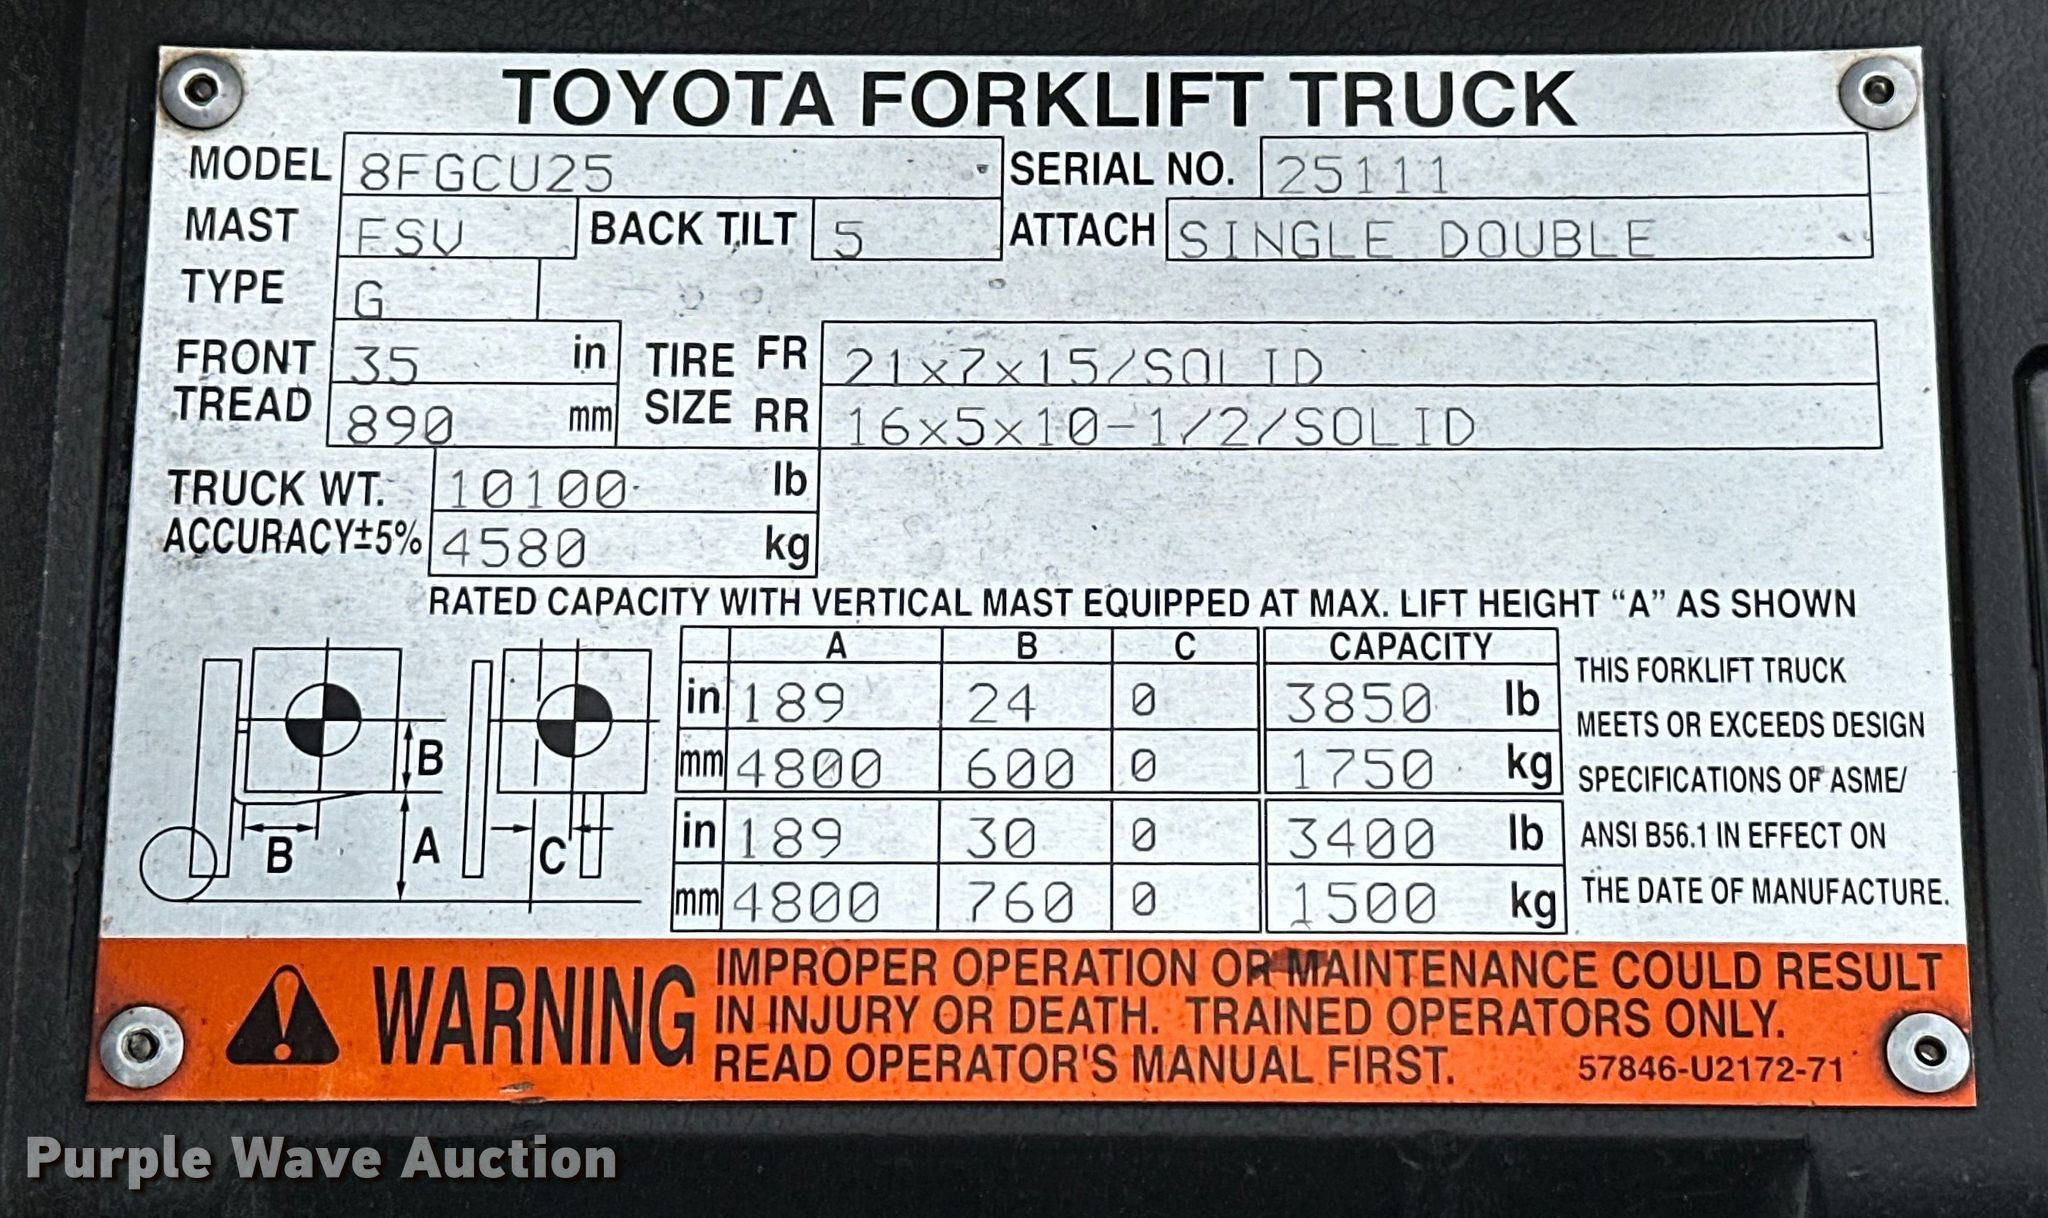 TOYOTA FORKLIFT TRUCK
MODEL 8FGCU25 SERIAL NO. 25111
MAST FSV BACK TILT 5 ATTACH SINGLE DOUBLE
TYPE G
FRONT TREAD 35 in TIRE SIZE FR 21x7x15/SOLID
890 mm RR 16x5x10-1/2/SOLID
TRUCK WT. 10100 lb
ACCURACY±5% 4580 kg
RATED CAPACITY WITH VERTICAL MAST EQUIPPED AT MAX. LIFT HEIGHT “A” AS SHOWN
A B C CAPACITY
in 189 24 0 3850 lb
mm 4800 600 0 1750 kg
in 189 30 0 3400 lb
mm 4800 760 0 1500 kg
B
B
A
C
THIS FORKLIFT TRUCK
MEETS OR EXCEEDS DESIGN
SPECIFICATIONS OF ASME/
ANSI B56.1 IN EFFECT ON
THE DATE OF MANUFACTURE.
WARNING
IMPROPER OPERATION OR MAINTENANCE COULD RESULT
IN INJURY OR DEATH. TRAINED OPERATORS ONLY.
READ OPERATOR'S MANUAL FIRST. 57846-U2172-71
Purple Wave Auction